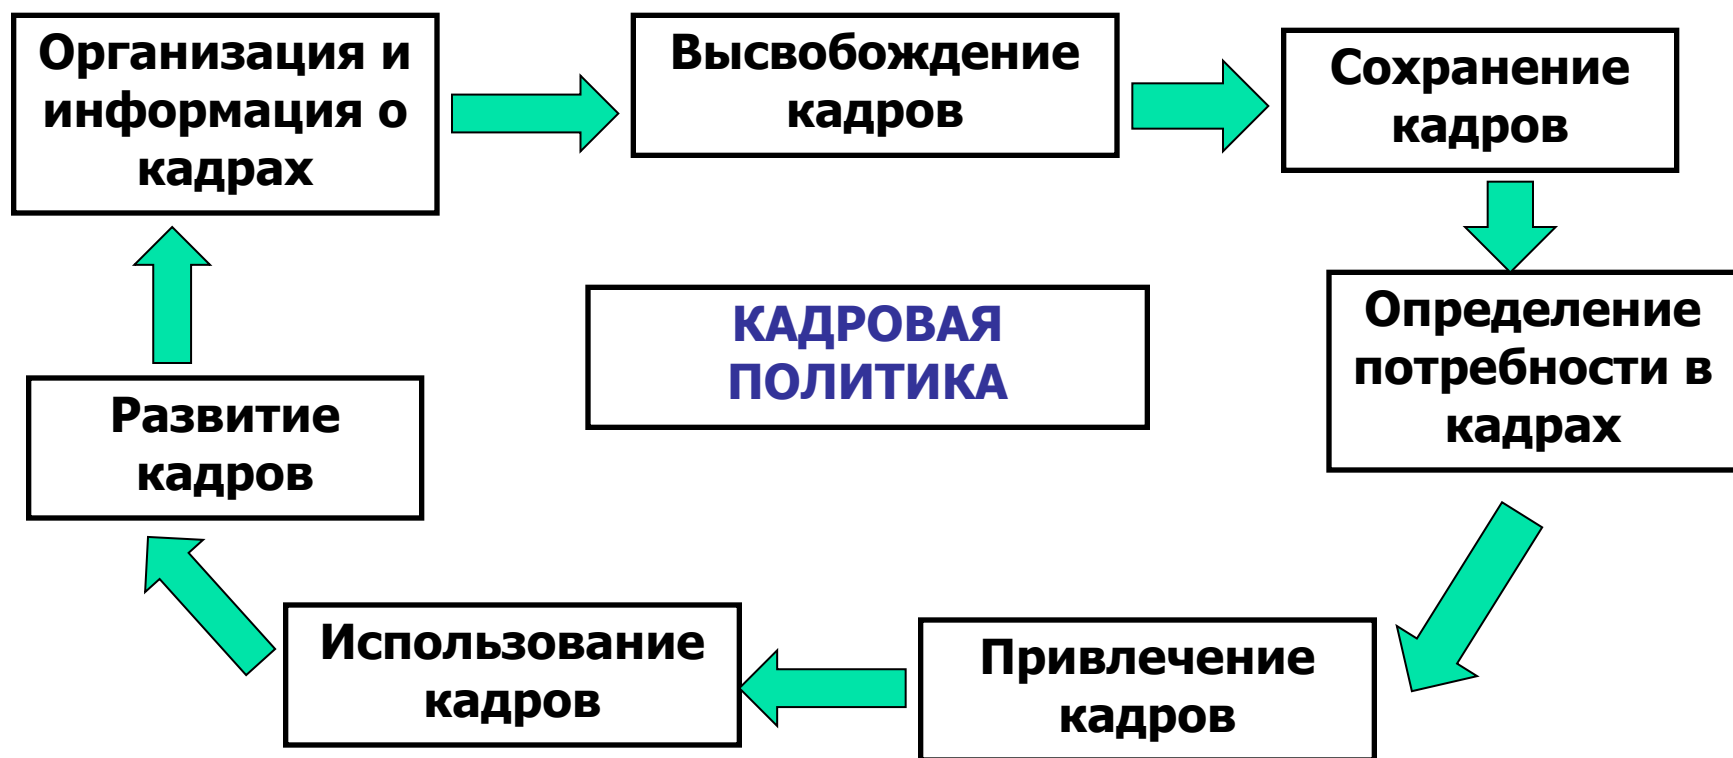 Организация и
информация о
кадрах
Высвобождение
кадров
Сохранение
кадров
КАДРОВАЯ
ПОЛИТИКА
Определение
потребности в
кадрах
Развитие
кадров
Использование
кадров
Привлечение
кадров